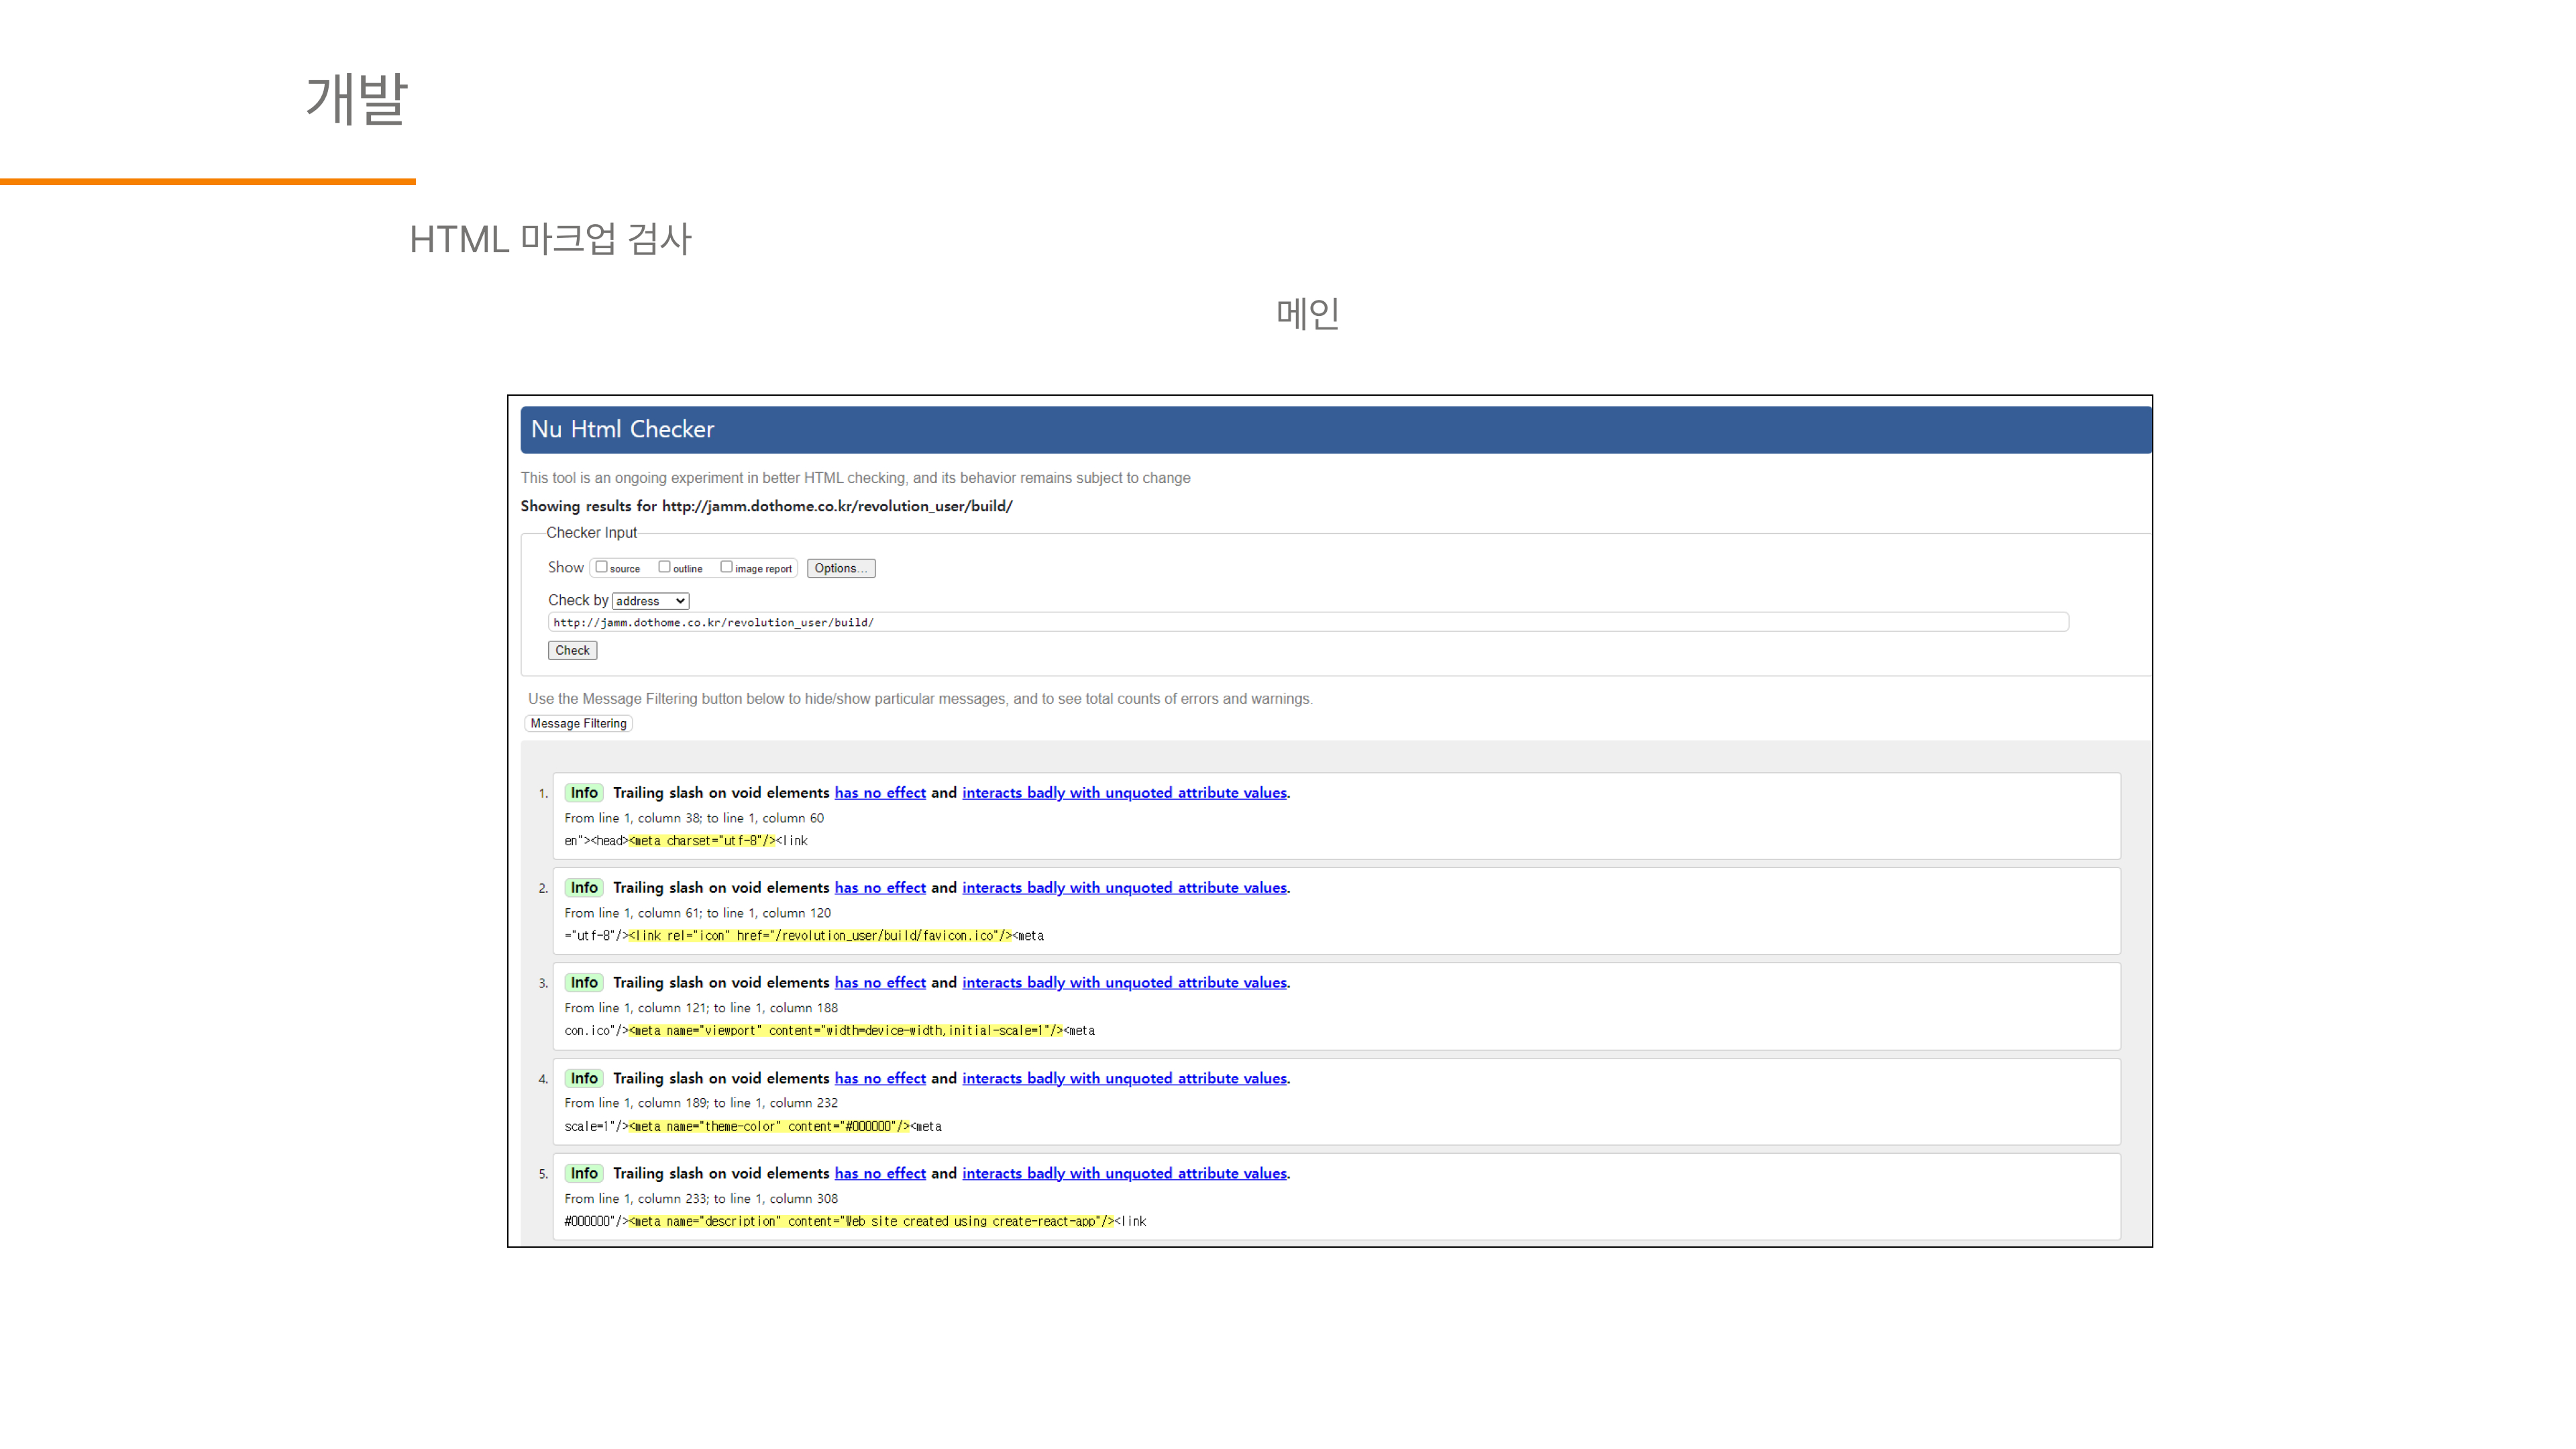 개발
HTML 마크업 검사
메인
Nu Html Checker
This tool is an ongoing experiment in better HTML checking, and its behavior remains subject to change
Showing results for http://jamm.dothome.co.kr/revolution_user/build/
Checker Input
Show source outline image report Options...
Check by address
http://jamm.dothome.co.kr/revolution_user/build/
Check
Use the Message Filtering button below to hide/show particular messages, and to see total counts of errors and warnings.
Message Filtering
1. Info Trailing slash on void elements has no effect and interacts badly with unquoted attribute values.
From line 1, column 38; to line 1, column 60
en"><head><meta charset="utf-8"/><link
2. Info Trailing slash on void elements has no effect and interacts badly with unquoted attribute values.
From line 1, column 61; to line 1, column 120
="utf-8"/><link rel="icon" href="/revolution_user/build/favicon.ico"/><meta
3. Info Trailing slash on void elements has no effect and interacts badly with unquoted attribute values.
From line 1, column 121; to line 1, column 188
con.ico"/><meta name="viewport" content="width=device-width,initial-scale=1"/><meta
4. Info Trailing slash on void elements has no effect and interacts badly with unquoted attribute values.
From line 1, column 189; to line 1, column 232
scale=1"/><meta name="theme-color" content="#000000"/><meta
5. Info Trailing slash on void elements has no effect and interacts badly with unquoted attribute values.
From line 1, column 233; to line 1, column 308
#000000"/><meta name="description" content="Web site created using create-react-app"/><link